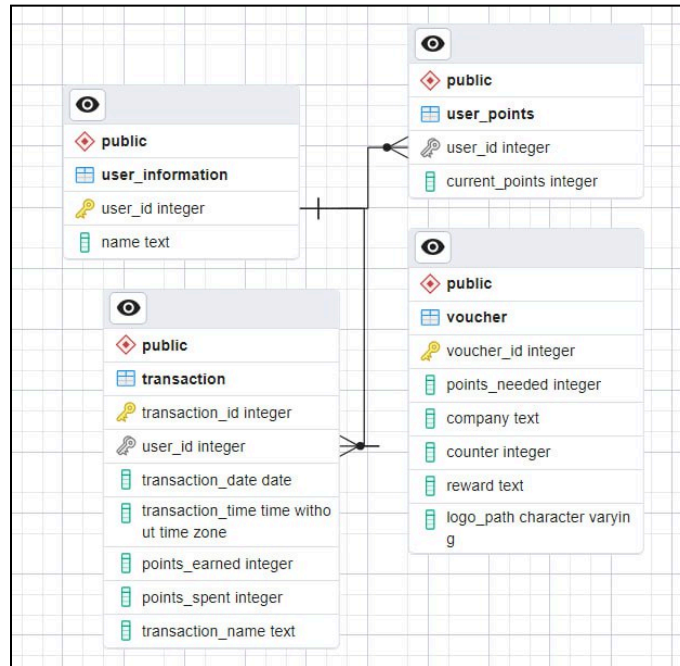 public
user_information
user_id integer
name text
public
transaction
transaction_id integer
user_id integer
transaction_date date
transaction_time time witho
ut time zone
points_earned integer
points_spent integer
transaction_name text
public
user_points
user_id integer
current_points integer
public
voucher
voucher_id integer
points_needed integer
company text
counter integer
reward text
logo_path character varyin
g